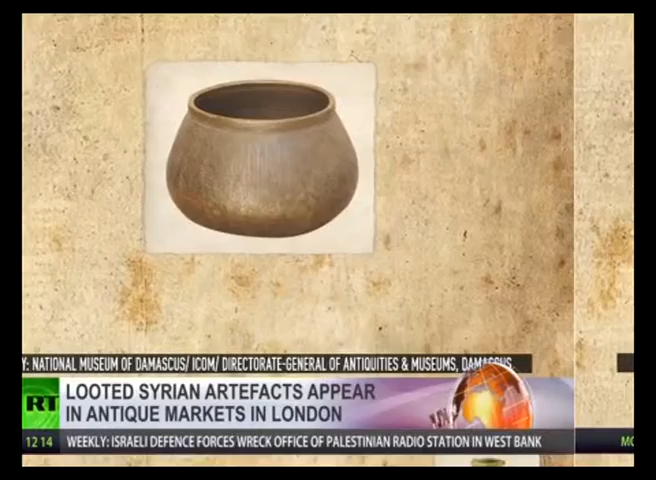 Y: NATIONAL MUSEUM OF DAMASCUS/ ICOM/ DIRECTORATE-GENERAL OF ANTIQUITIES & MUSEUMS, DAMASCUS
RT
LOOTED SYRIAN ARTEFACTS APPEAR
IN ANTIQUE MARKETS IN LONDON
12 14 WEEKLY: ISRAELI DEFENCE FORCES WRECK OFFICE OF PALESTINIAN RADIO STATION IN WEST BANK